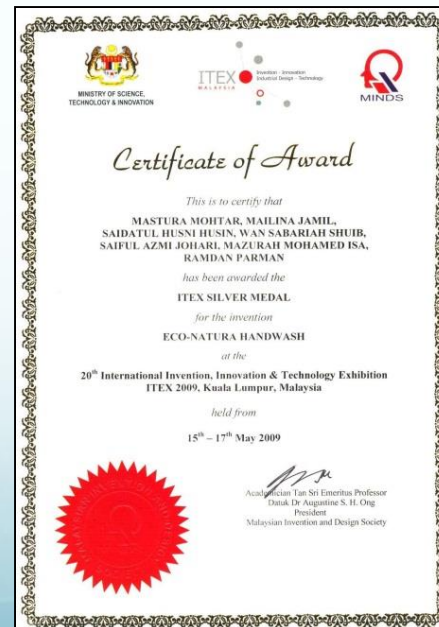 MINISTRY OF SCIENCE,
TECHNOLOGY & INNOVATION
ITEX
MALAYSIA
Invention - Innovation
Industrial Design - Technology
MINDS
Certificate of Award
This is to certify that
MASTURA MOHTAR, MAILINA JAMIL,
SAIDATUL HUSNI HUSIN, WAN SABARIAH SHUIB,
SAIFUL AZMI JOHARI, MAZURAH MOHAMED ISA,
RAMDAN PARMAN
has been awarded the
ITEX SILVER MEDAL
for the invention
ECO-NATURA HANDWASH
at the
20th International Invention, Innovation & Technology Exhibition
ITEX 2009, Kuala Lumpur, Malaysia
held from
15th – 17th May 2009
Academician Tan Sri Emeritus Professor
Datuk Dr Augustine S. H. Ong
President
Malaysian Invention and Design Society